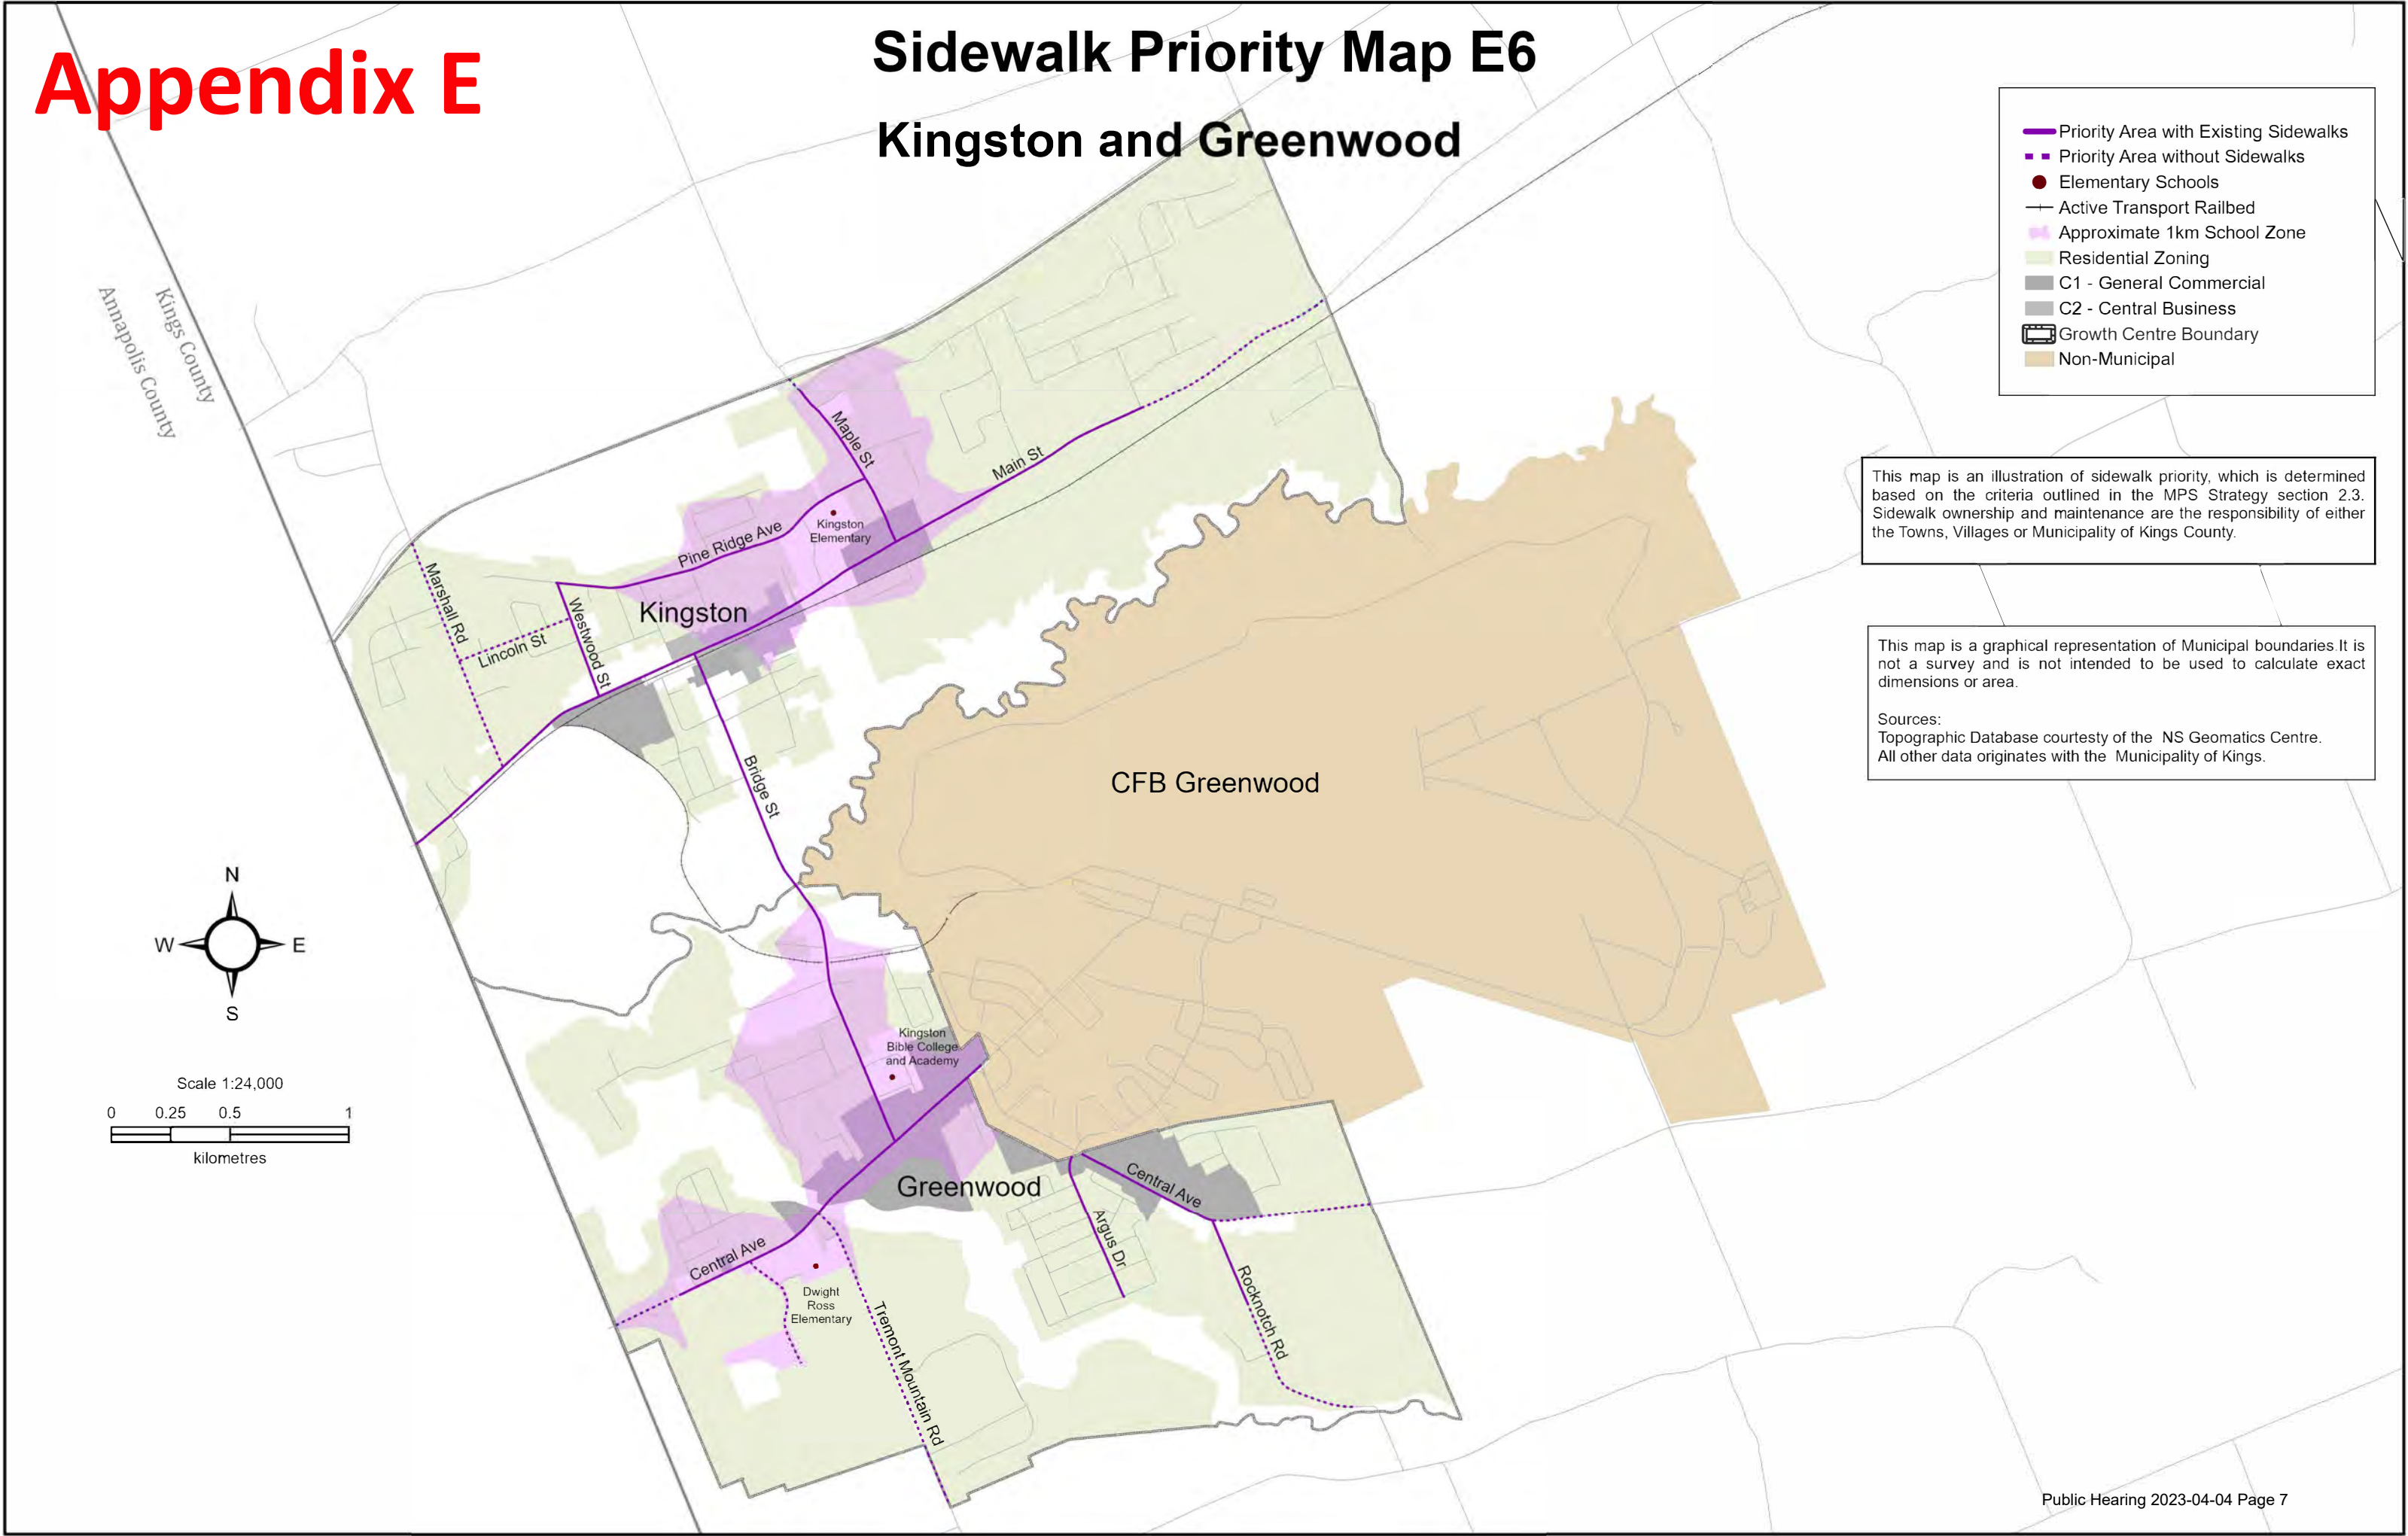 Appendix E
Sidewalk Priority Map E6
Kingston and Greenwood
Priority Area with Existing Sidewalks
Priority Area without Sidewalks
Elementary Schools
Active Transport Railbed
Approximate 1km School Zone
Residential Zoning
C1 - General Commercial
C2 - Central Business
Growth Centre Boundary
Non-Municipal
This map is an illustration of sidewalk priority, which is determined
based on the criteria outlined in the MPS Strategy section 2.3.
Sidewalk ownership and maintenance are the responsibility of either
the Towns, Villages or Municipality of Kings County.
This map is a graphical representation of Municipal boundaries.It is
not a survey and is not intended to be used to calculate exact
dimensions or area.
Sources:
Topographic Database courtesty of the NS Geomatics Centre.
All other data originates with the Municipality of Kings.
Kings County
Annapolis County
Maple St
Main St
Kingston
Elementary
Pine Ridge Ave
Marshall Rd
Westwood St
Kingston
Lincoln St
Bridge St
CFB Greenwood
N
W
E
S
Kingston
Bible College
and Academy
Scale 1:24,000
0 0.25 0.5 1
kilometres
Greenwood
Central Ave
Argus Dr
Central Ave
Rocknotch Rd
Dwight
Ross
Elementary
Tremont Mountain Rd
Public Hearing 2023-04-04 Page 7